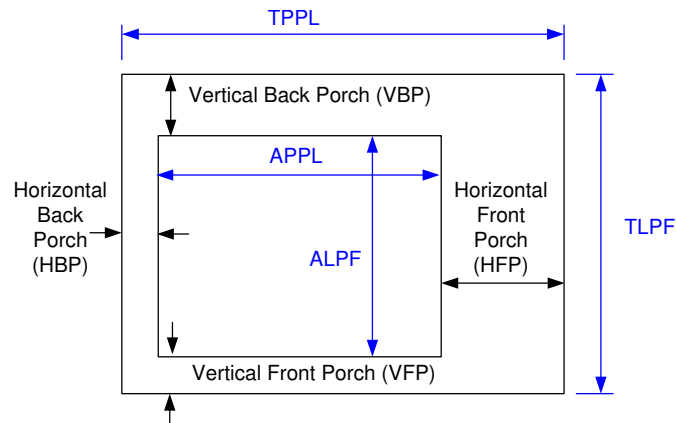 TPPL
Vertical Back Porch (VBP)
APPL
Horizontal
Back
Porch
(HBP)
Horizontal
Front
Porch
(HFP)
TLPF
ALPF
Vertical Front Porch (VFP)